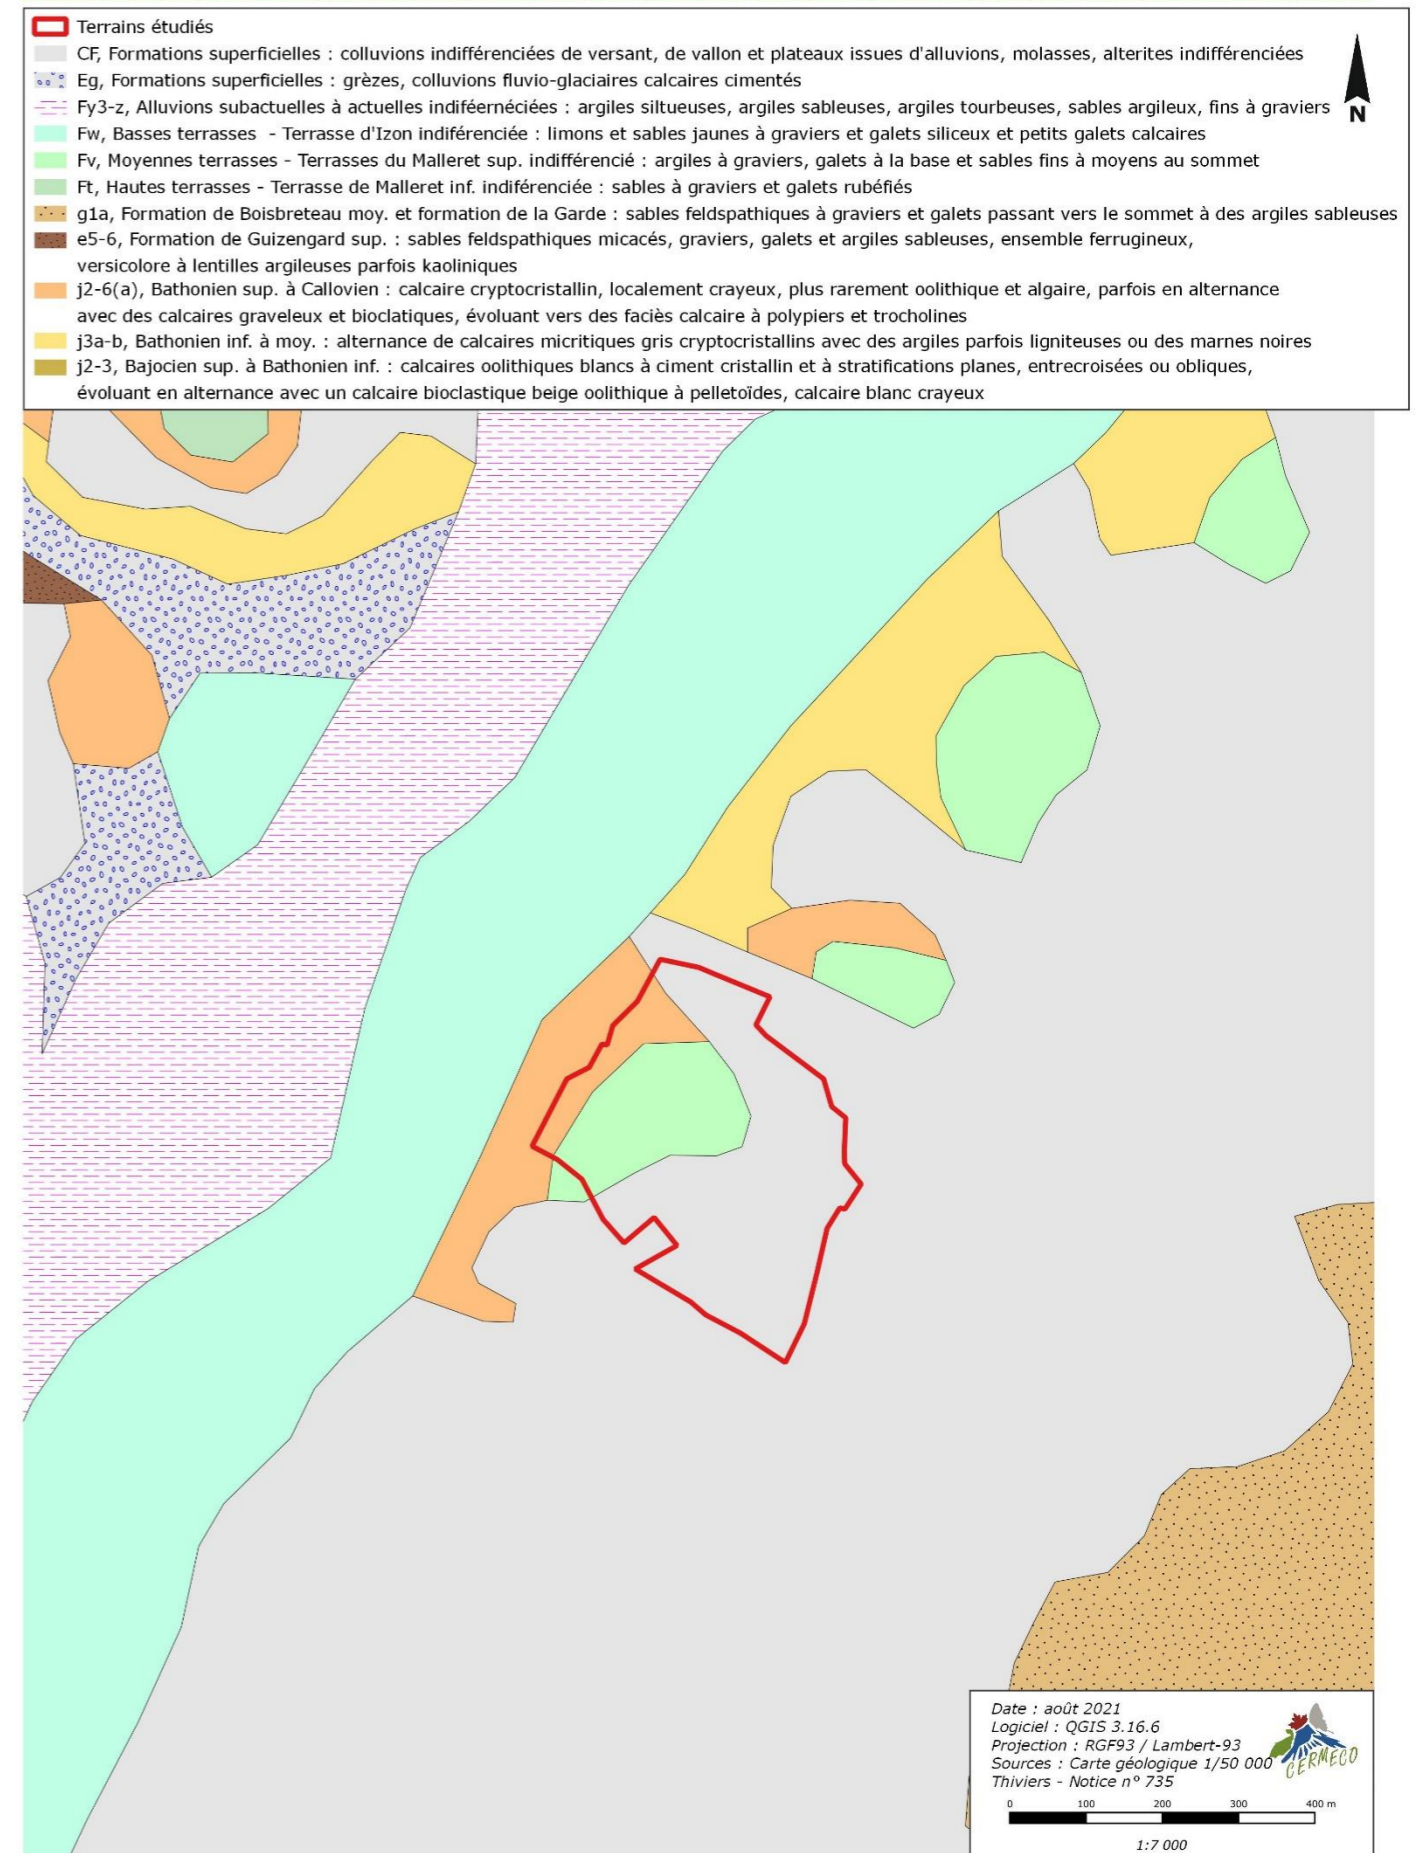 Terrains étudiés
CF, Formations superficielles : colluvions indifférenciées de versant, de vallon et plateaux issues d'alluvions, molasses, alterites indifférenciées
Eg, Formations superficielles : grèzes, colluvions fluvio-glaciaires calcaires cimentés
Fy3-z, Alluvions subactuelles à actuelles indiféernéciées : argiles siltueuses, argiles sableuses, argiles tourbeuses, sables argileux, fins à graviers
N
Fw, Basses terrasses - Terrasse d'Izon indiférenciée : limons et sables jaunes à graviers et galets siliceux et petits galets calcaires
Fv, Moyennes terrasses - Terrasses du Malleret sup. indifférencié : argiles à graviers, galets à la base et sables fins à moyens au sommet
Ft, Hautes terrasses - Terrasse de Malleret inf. indiférenciée : sables à graviers et galets rubéfiés
g1a, Formation de Boisbreteau moy. et formation de la Garde : sables feldspathiques à graviers et galets passant vers le sommet à des argiles sableuses
e5-6, Formation de Guizengard sup. : sables feldspathiques micacés, graviers, galets et argiles sableuses, ensemble ferrugineux,
versicolore à lentilles argileuses parfois kaoliniques
j2-6(a), Bathonien sup. à Callovien : calcaire cryptocristallin, localement crayeux, plus rarement oolithique et algaire, parfois en alternance
avec des calcaires graveleux et bioclatiques, évoluant vers des faciès calcaire à polypiers et trocholines
j3a-b, Bathonien inf. à moy. : alternance de calcaires micritiques gris cryptocristallins avec des argiles parfois ligniteuses ou des marnes noires
j2-3, Bajocien sup. à Bathonien inf. : calcaires oolithiques blancs à ciment cristallin et à stratifications planes, entrecroisées ou obliques,
évoluant en alternance avec un calcaire bioclastique beige oolithique à pelletoïdes, calcaire blanc crayeux
Date : août 2021
Logiciel : QGIS 3.16.6
Projection : RGF93 / Lambert-93
Sources : Carte géologique 1/50 000
Thiviers - Notice n° 735
CERMECO
0 100 200 300 400 m
1:7 000